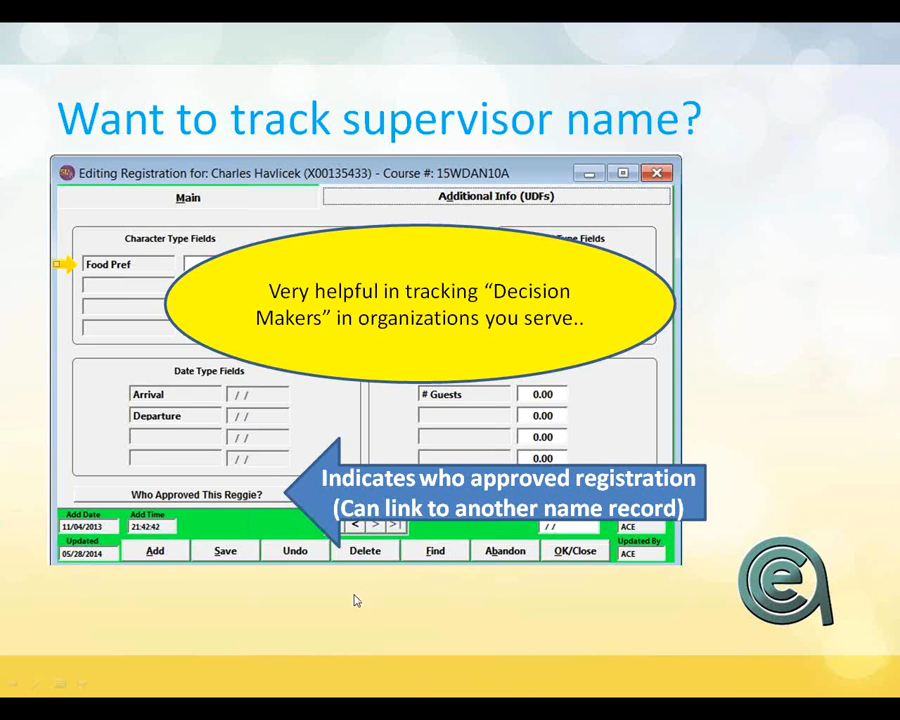 Want to track supervisor name?
Editing Registration for: Charles Havlicek (X00135433) - Course #: 15WDAN10A
Main
Additional Info (UDFs)
Character Type Fields
Type Fields
Food Pref
Very helpful in tracking “Decision
Makers” in organizations you serve..
Date Type Fields
Arrival / /
# Guests 0.00
Departure / /
0.00
/ /
0.00
/ /
0.00
Indicates who approved registration
(Can link to another name record)
Who Approved This Reggie?
Add Date
Add Time
11/04/2013
21:42:42
< > >|
/ /
ACE
Updated
Updated By
05/28/2014
Add
Save
Undo
Delete
Find
Abandon
OK/Close
ACE